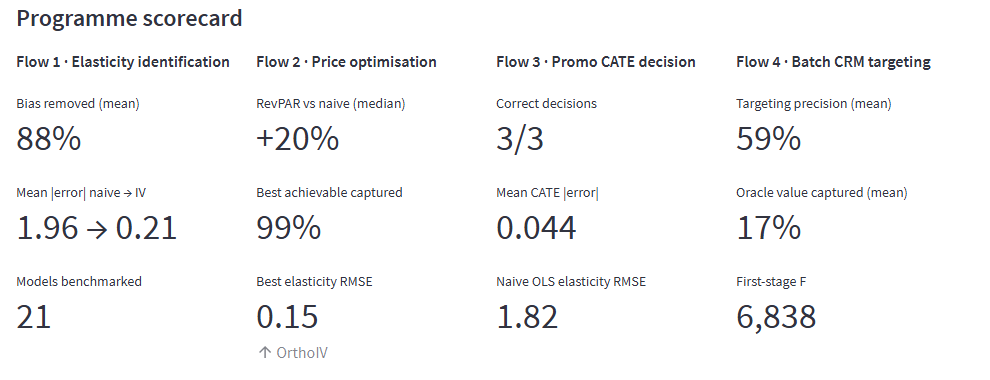 Programme scorecard
Flow 1 · Elasticity identification
Bias removed (mean)
88%
Mean |error| naive → IV
1.96 → 0.21
Models benchmarked
21
Flow 2 · Price optimisation
RevPAR vs naive (median)
+20%
Best achievable captured
99%
Best elasticity RMSE
0.15
↑ OrthoIV
Flow 3 · Promo CATE decision
Correct decisions
3/3
Mean CATE |error|
0.044
Naive OLS elasticity RMSE
1.82
Flow 4 · Batch CRM targeting
Targeting precision (mean)
59%
Oracle value captured (mean)
17%
First-stage F
6,838